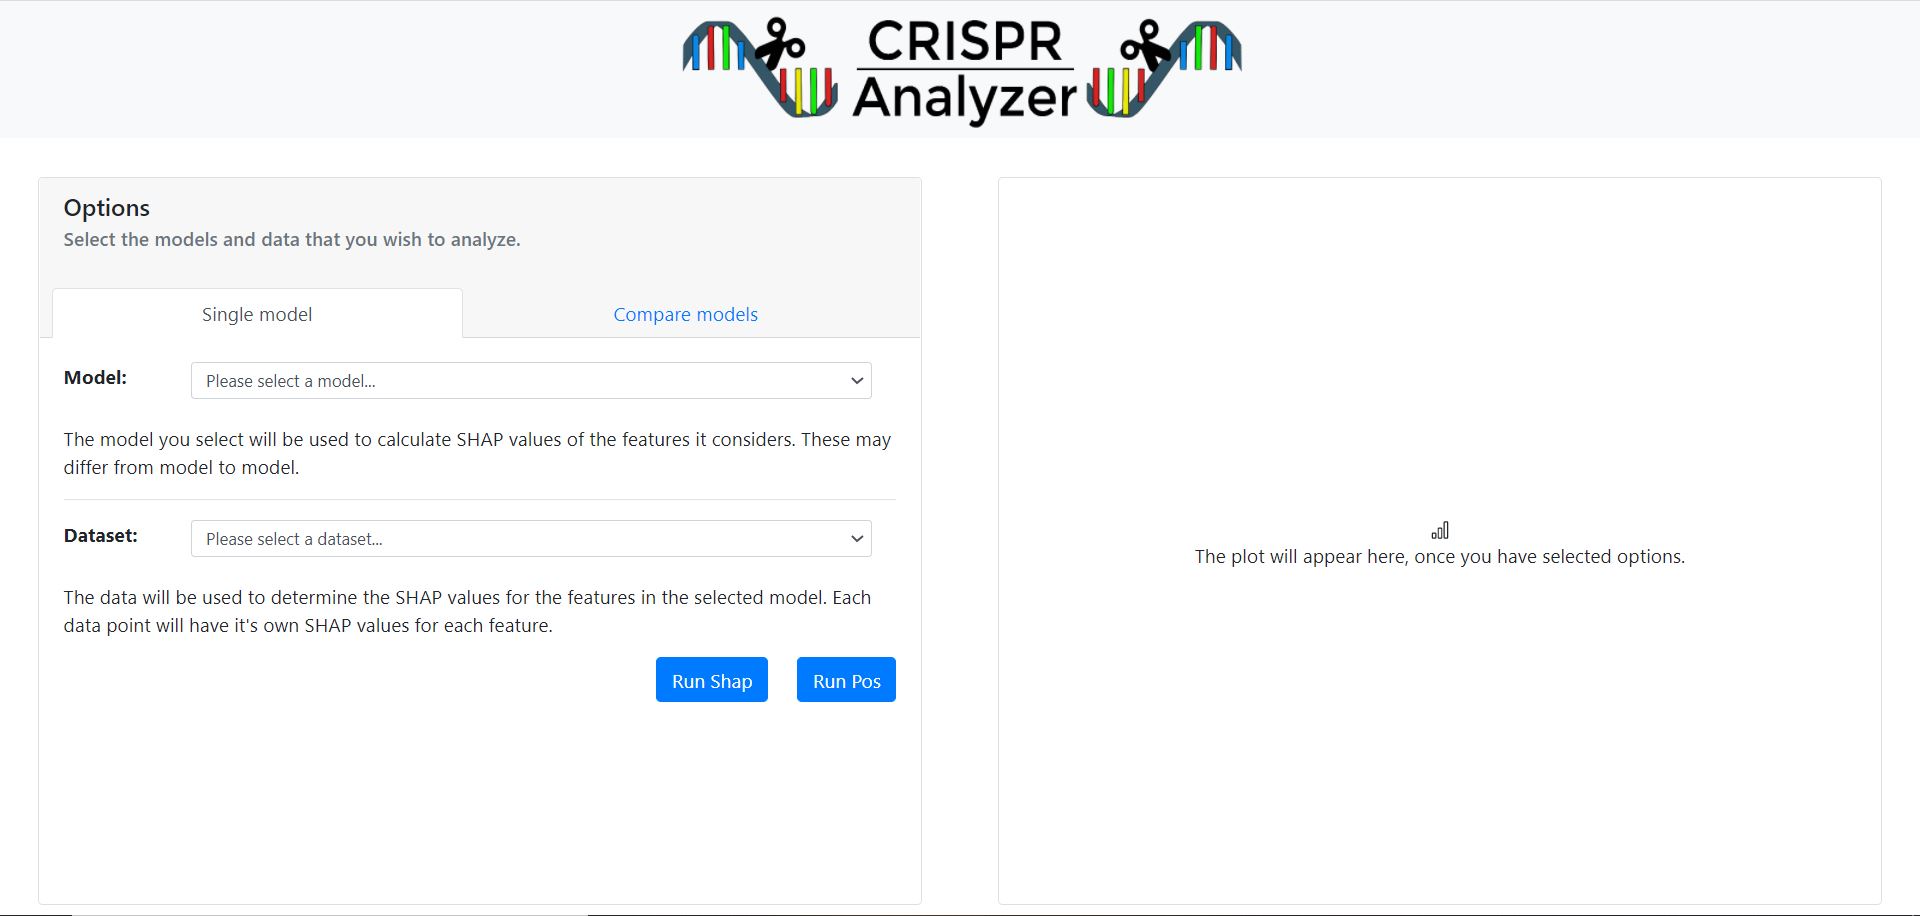 CRISPR
Analyzer
Options
Select the models and data that you wish to analyze.
Single model
Compare models
Model:
Please select a model...
The model you select will be used to calculate SHAP values of the features it considers. These may
differ from model to model.
Dataset:
Please select a dataset...
The data will be used to determine the SHAP values for the features in the selected model. Each
data point will have it's own SHAP values for each feature.
Run Shap
Run Pos
The plot will appear here, once you have selected options.